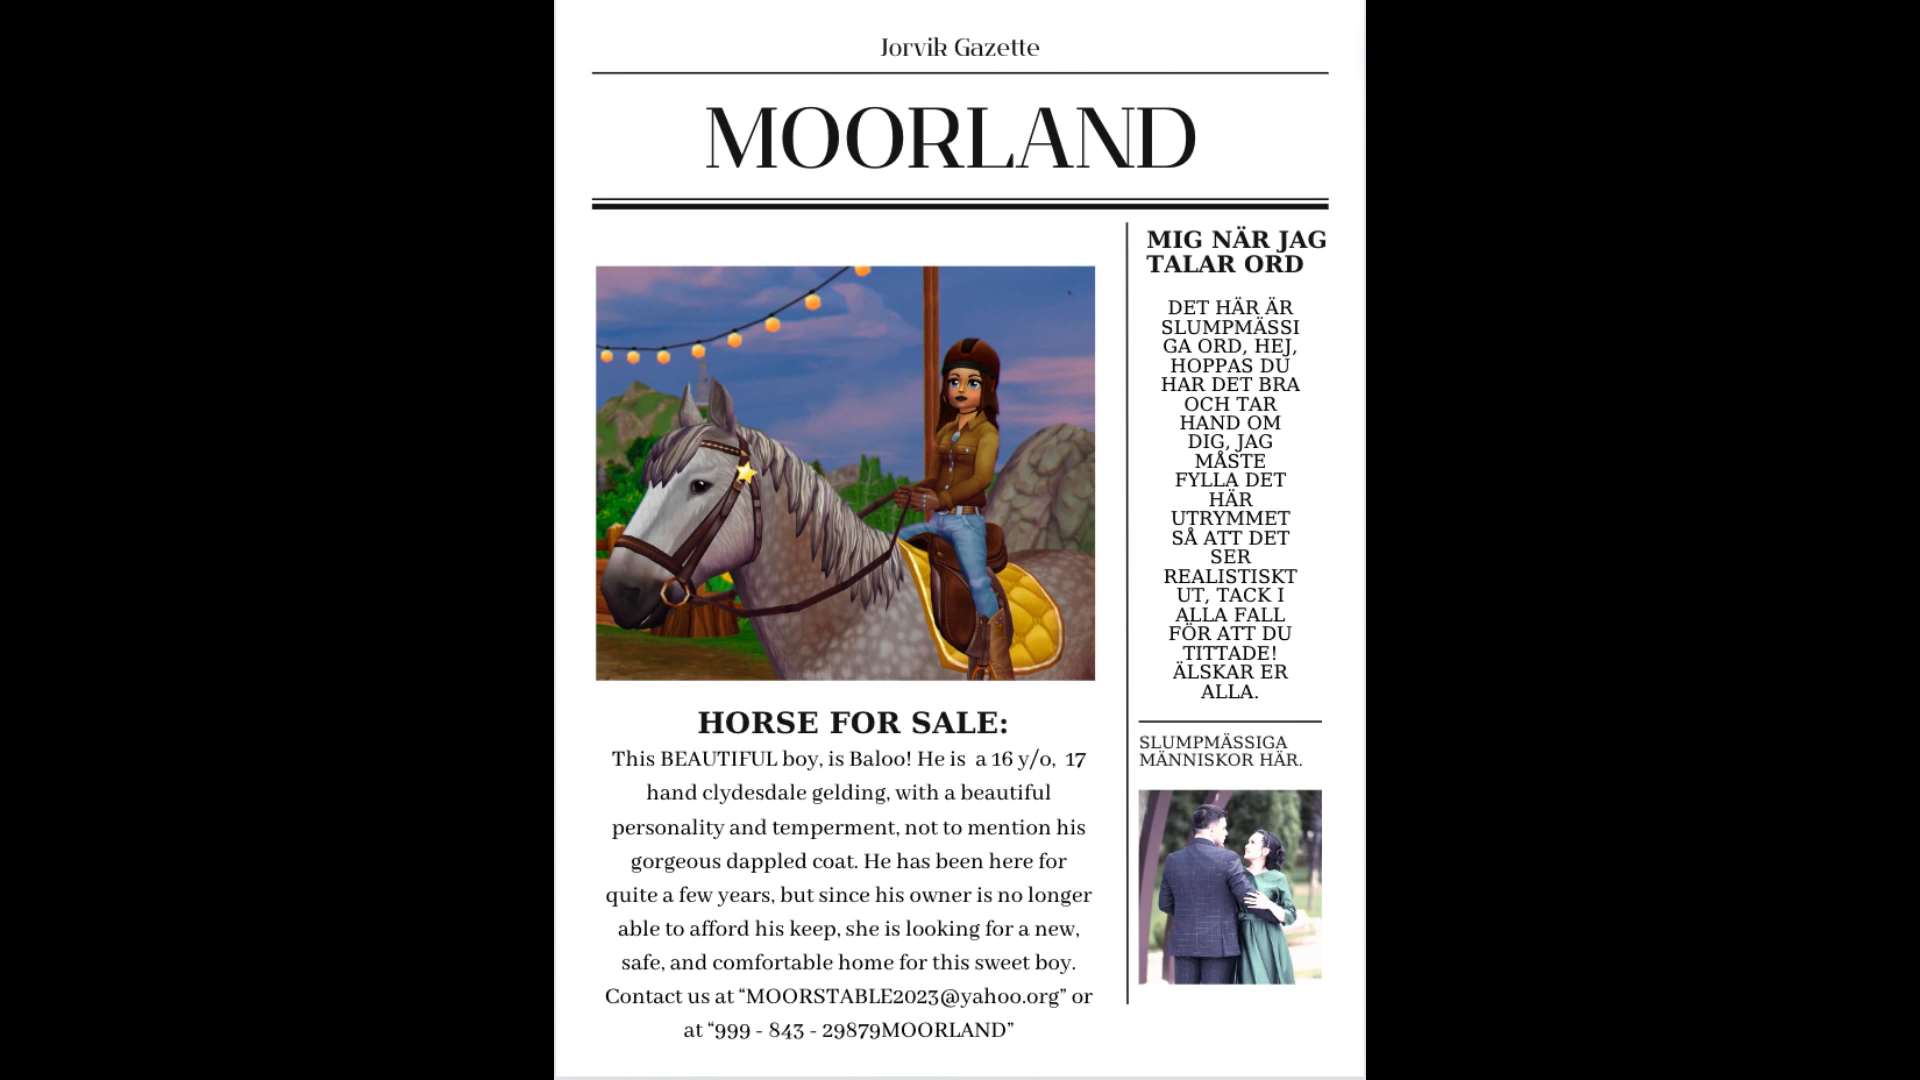 Jorvik Gazette
MOORLAND
HORSE FOR SALE:
This BEAUTIFUL boy, is Baloo! He is a 16 y/o, 17
hand clydesdale gelding, with a beautiful
personality and temperment, not to mention his
gorgeous dappled coat. He has been here for
quite a few years, but since his owner is no longer
able to afford his keep, she is looking for a new,
safe, and comfortable home for this sweet boy.
Contact us at “MOORSTABLE2023@yahoo.org” or
at “999 - 843 - 29879MOORLAND”
MIG NÄR JAG
TALAR ORD
DET HÄR ÄR
SLUMPMÄSSI
GA ORD, HEJ,
HOPPAS DU
HAR DET BRA
OCH TAR
HAND OM
DIG, JAG
MÅSTE
FYLLA DET
HÄR
UTRYMMET
SÅ ATT DET
SER
REALISTISKT
UT, TACK I
ALLA FALL
FÖR ATT DU
TITTADE!
ÄLSKAR ER
ALLA.
SLUMPMÄSSIGA
MÄNNISKOR HÄR.